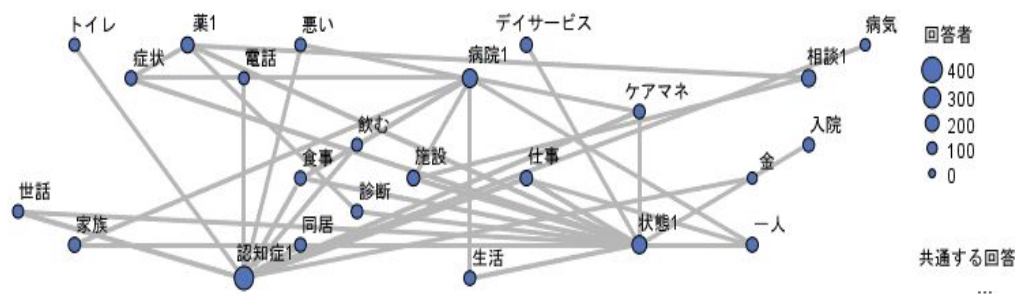 トイレ
薬1
悪い
デイサービス
病気
症状
電話
病院1
相談1
回答者
400
300
200
100
0
ケアマネ
飲む
入院
食事
施設
仕事
金
世話
診断
家族
同居
状態1
一人
認知症1
生活
共通する回答
...